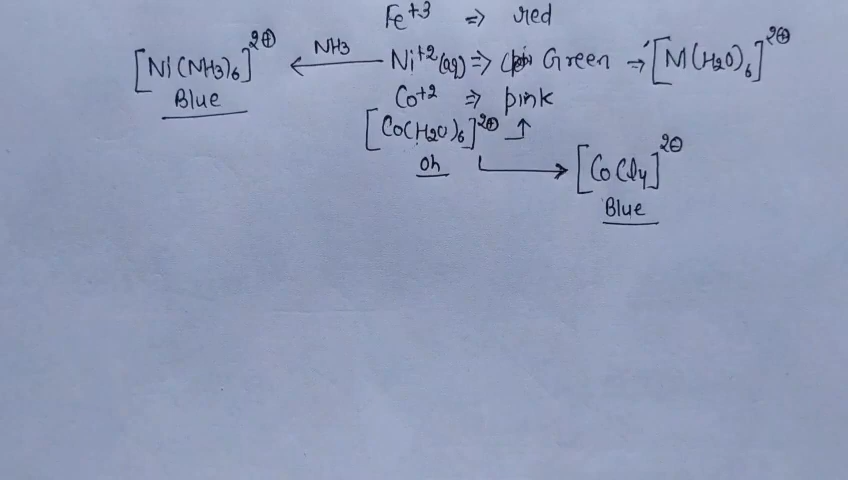 Fe+3 => red
[Ni(NH3)6]2⊕ <- NH3 Ni+2(aq) => Green -> [Ni(H2O)6]2⊕
Blue
Co+2 => pink
[Co(H2O)6]2⊕ ↑
Oh -> [CoCl4]2⊖
Blue